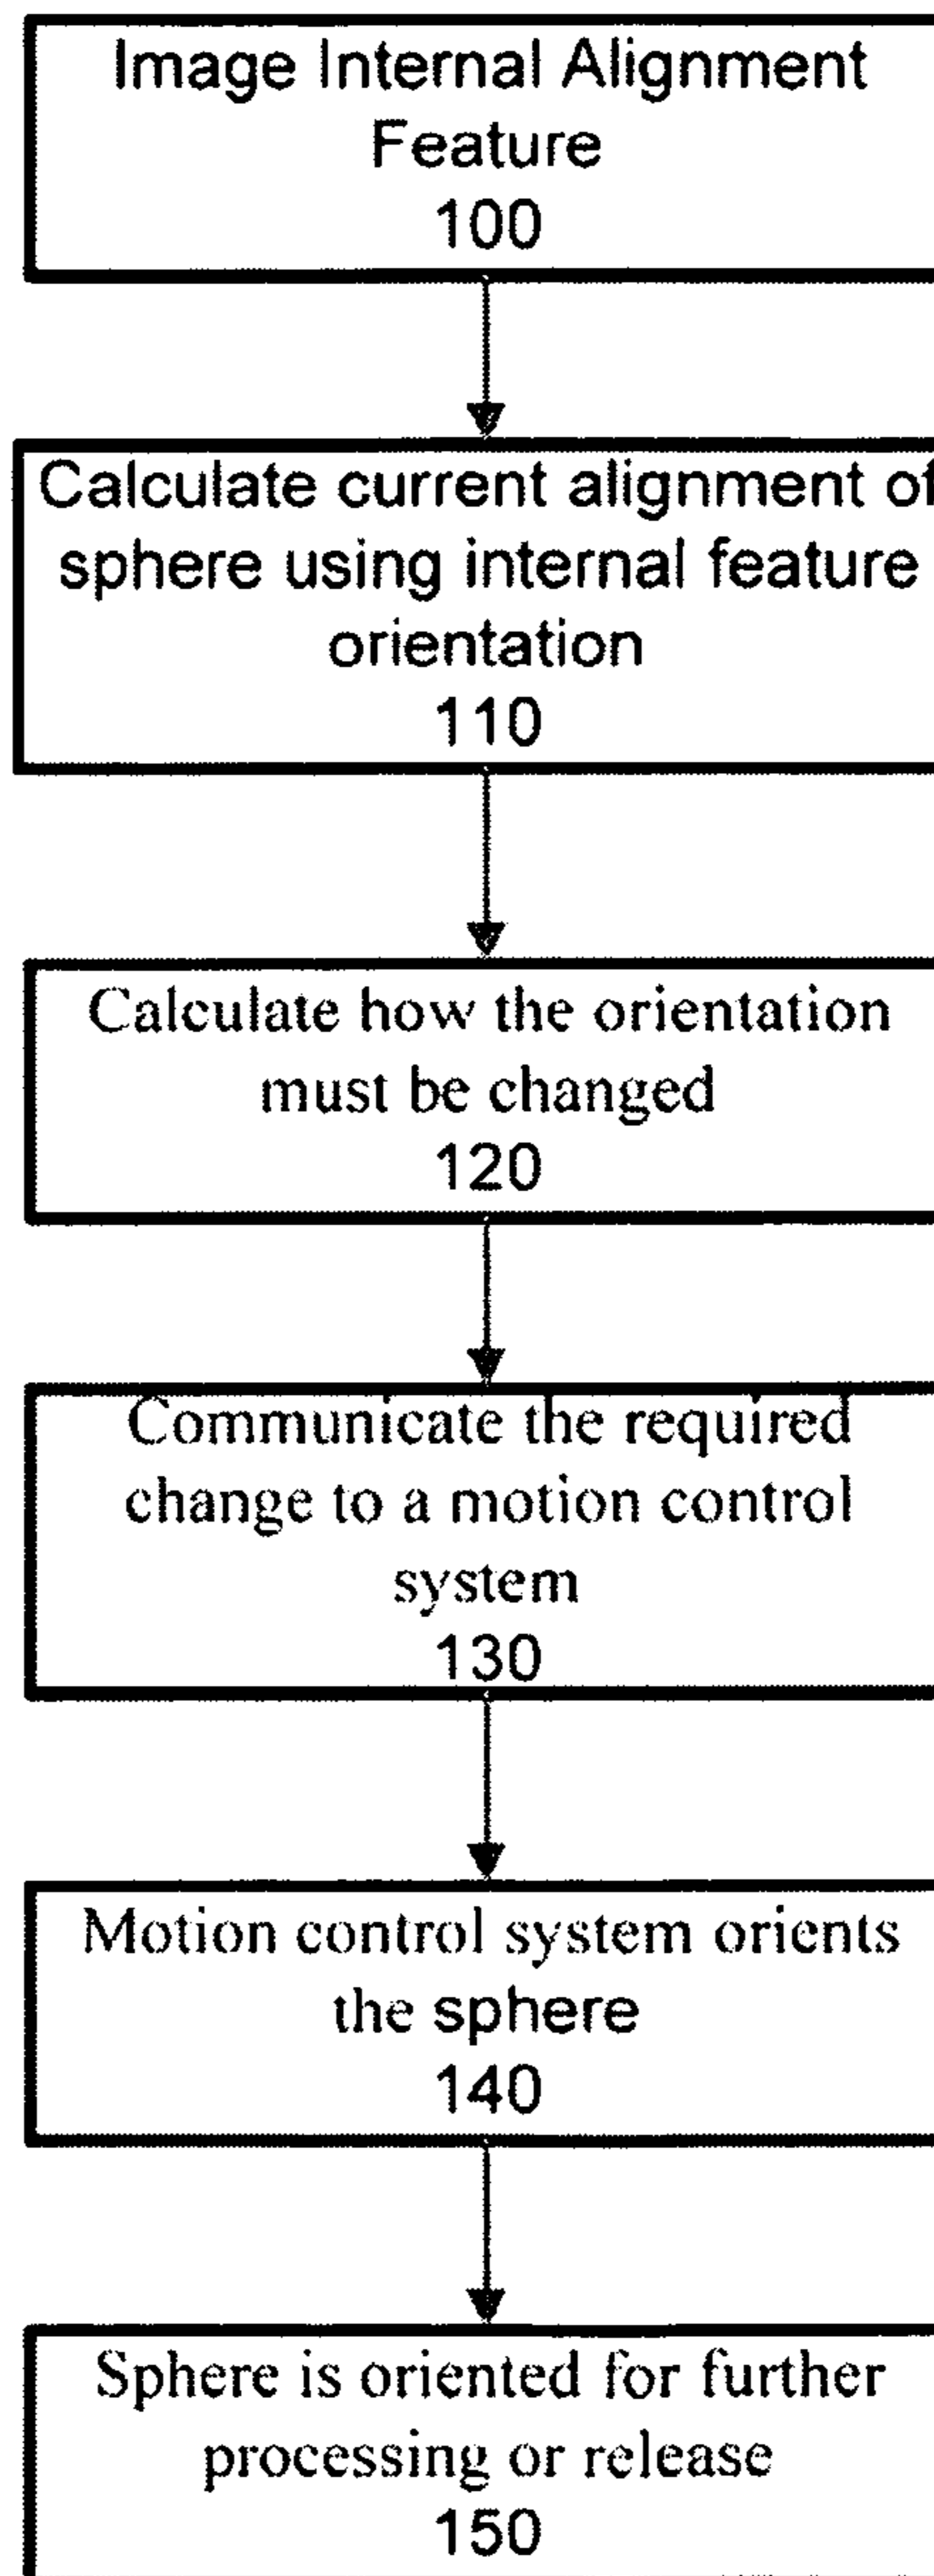 Image Internal Alignment
Feature
100
Calculate current alignment of
sphere using internal feature
orientation
110
Calculate how the orientation
must be changed
120
Communicate the required
change to a motion control
system
130
Motion control system orients
the sphere
140
Sphere is oriented for further
processing or release
150